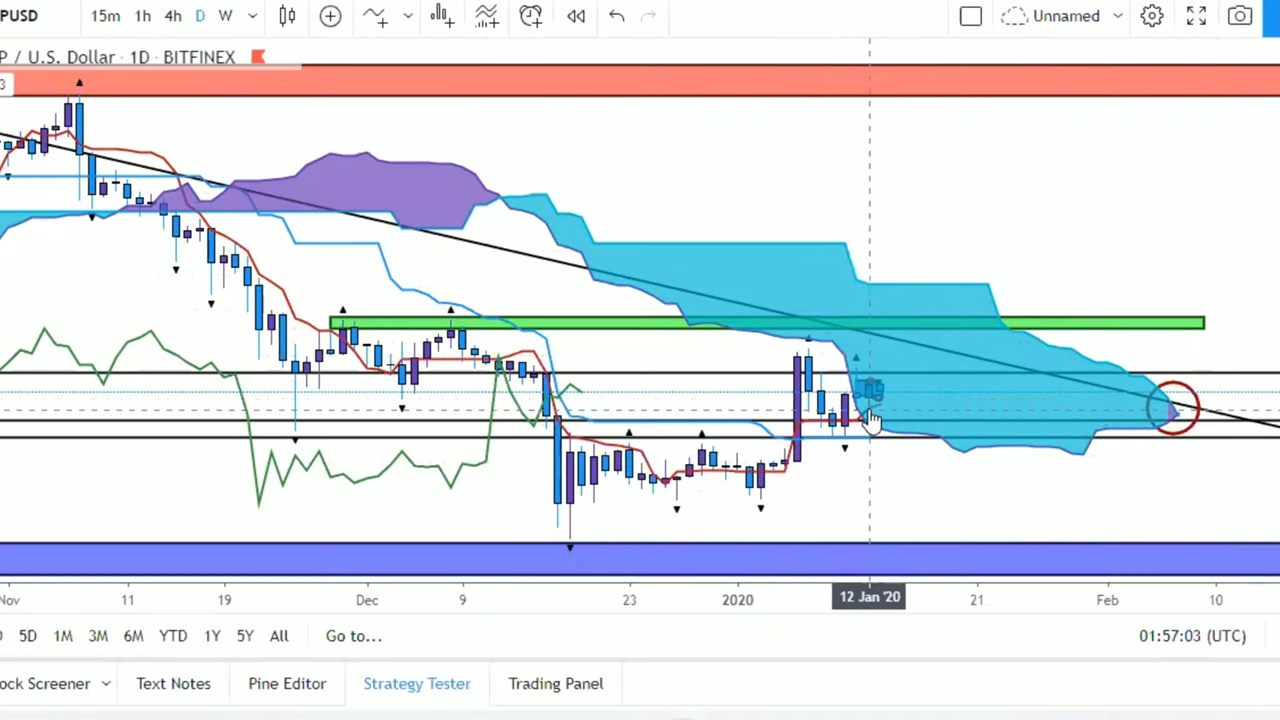 PUSD 15m 1h 4h D W Unnamed
P / U.S. Dollar · 1D · BITFINEX
3
Nov 11 19 Dec 9 23 2020 12 Jan '20 21 Feb 10
D 5D 1M 3M 6M YTD 1Y 5Y All Go to... 01:57:03 (UTC)
ock Screener Text Notes Pine Editor Strategy Tester Trading Panel